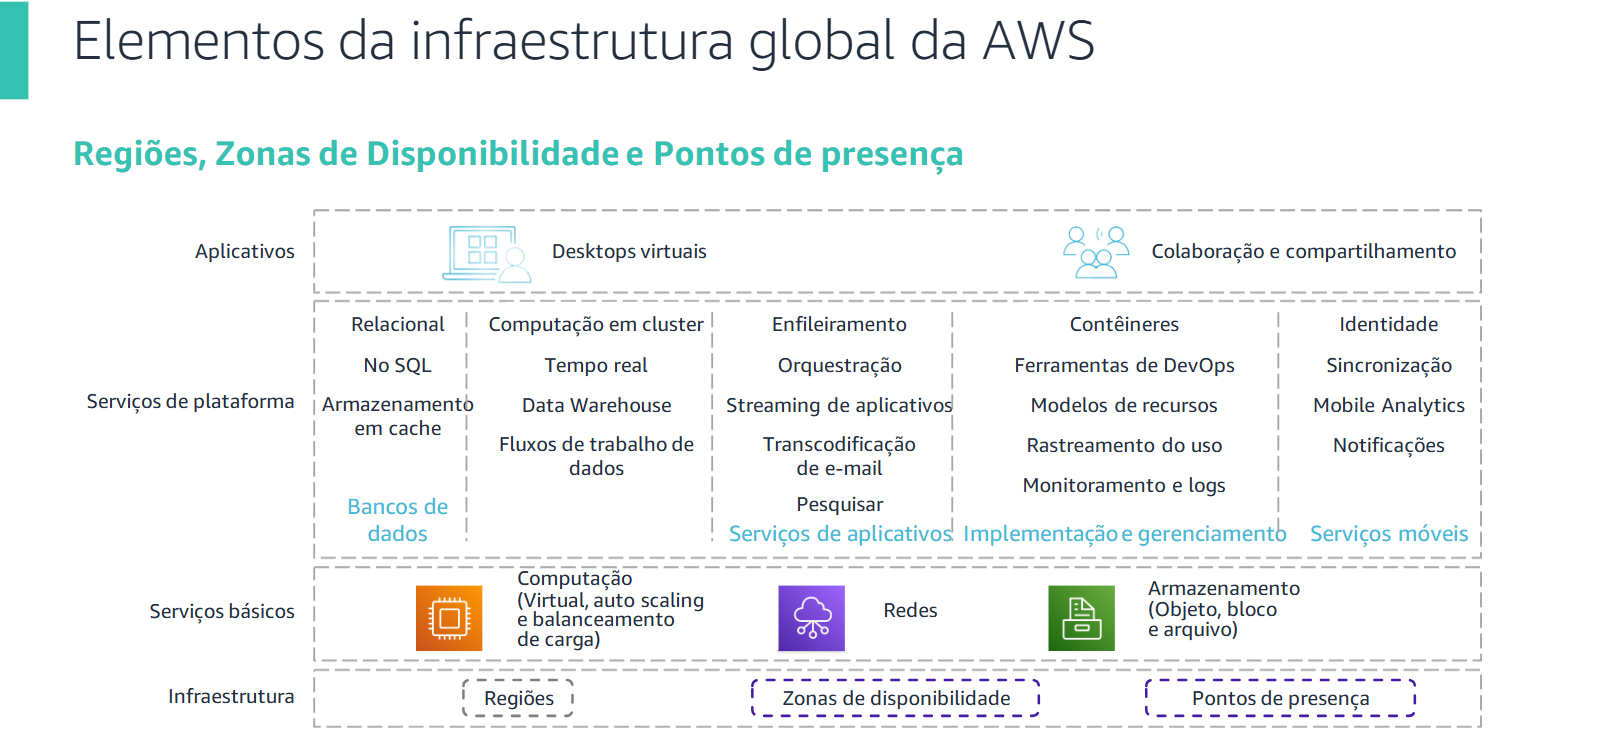 Elementos da infraestrutura global da AWS
Regiões, Zonas de Disponibilidade e Pontos de presença
Aplicativos
Desktops virtuais
Colaboração e compartilhamento
Serviços de plataforma
Relacional
No SQL
Armazenamento
em cache
Bancos de
dados
Computação em cluster
Tempo real
Data Warehouse
Fluxos de trabalho de
dados
Enfileiramento
Orquestração
Streaming de aplicativos
Transcodificação
de e-mail
Pesquisar
Serviços de aplicativos
Contêineres
Ferramentas de DevOps
Modelos de recursos
Rastreamento do uso
Monitoramento e logs
Implementação e gerenciamento
Identidade
Sincronização
Mobile Analytics
Notificações
Serviços móveis
Serviços básicos
Computação
(Virtual, auto scaling
e balanceamento
de carga)
Redes
Armazenamento
(Objeto, bloco
e arquivo)
Infraestrutura
Regiões
Zonas de disponibilidade
Pontos de presença